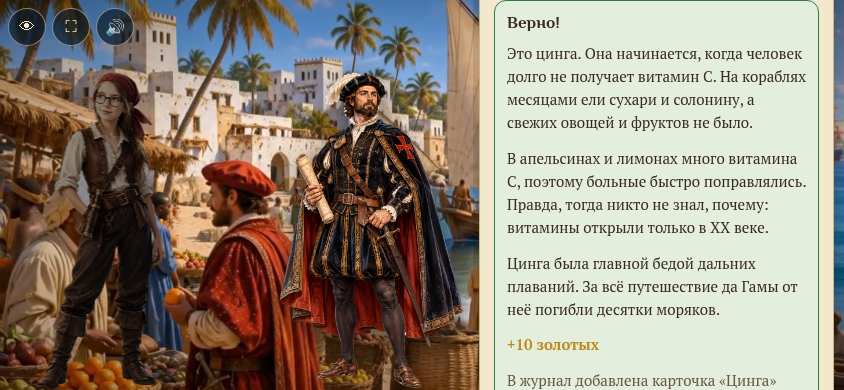 Верно!
Это цинга. Она начинается, когда человек
долго не получает витамин С. На кораблях
месяцами ели сухари и солонину, а
свежих овощей и фруктов не было.
В апельсинах и лимонах много витамина
С, поэтому больные быстро поправлялись.
Правда, тогда никто не знал, почему:
витамины открыли только в XX веке.
Цинга была главной бедой дальних
плаваний. За всё путешествие да Гамы от
неё погибли десятки моряков.
+10 золотых
В журнал добавлена карточка «Цинга»